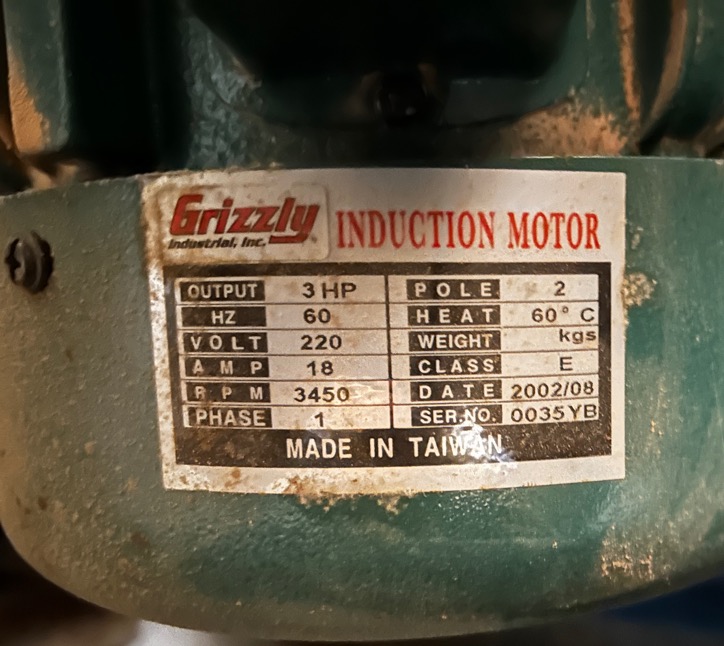 Grizzly
Industrial, Inc.
INDUCTION MOTOR
OUTPUT 3 HP POLE 2
HZ 60 HEAT 60° C
VOLT 220 WEIGHT kgs
AMP 18 CLASS E
RPM 3450 DATE 2002/08
PHASE 1 SER.NO. 0035YB
MADE IN TAIWAN